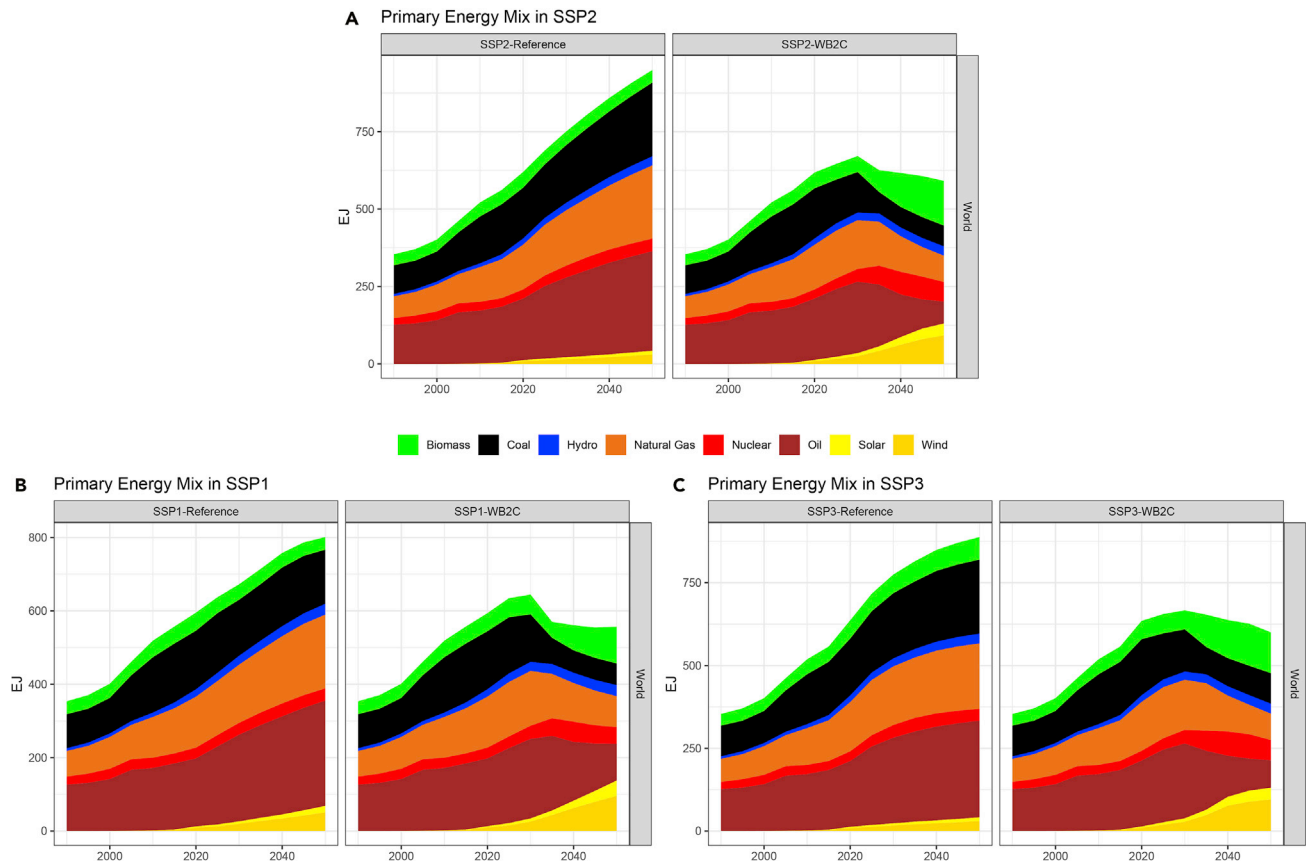 A Primary Energy Mix in SSP2
SSP2-Reference SSP2-WB2C
750
500
250
0
EJ
World
2000 2020 2040 2000 2020 2040
Biomass Coal Hydro Natural Gas Nuclear Oil Solar Wind
B Primary Energy Mix in SSP1
SSP1-Reference SSP1-WB2C
800
600
400
200
0
EJ
World
2000 2020 2040 2000 2020 2040
C Primary Energy Mix in SSP3
SSP3-Reference SSP3-WB2C
750
500
250
0
EJ
World
2000 2020 2040 2000 2020 2040